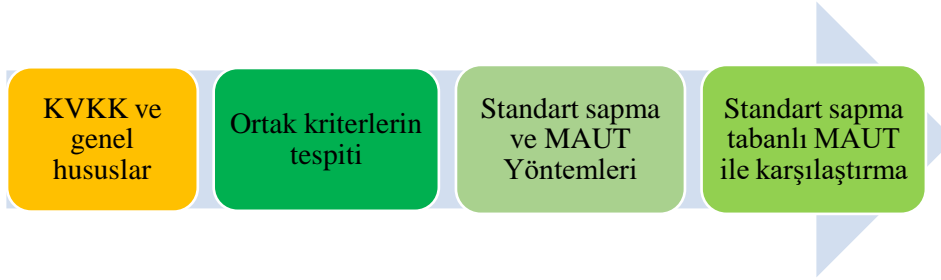 KVKK ve
genel
hususlar
Ortak kriterlerin
tespiti
Standart sapma
ve MAUT
Yöntemleri
Standart sapma
tabanlı MAUT
ile karşılaştırma